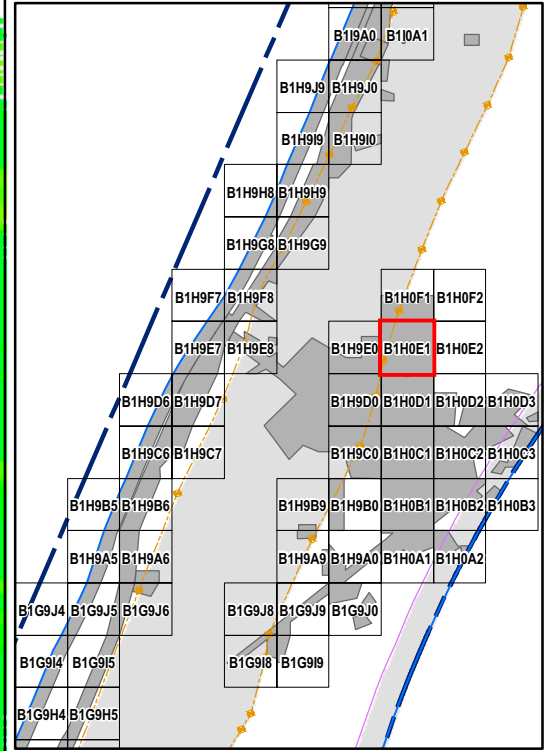 B1I9A0 B1I0A1
B1H9J9 B1H9J0
B1H9I9 B1H9I0
B1H9H8 B1H9H9
B1H9G8 B1H9G9
B1H9F7 B1H9F8 B1H0F1 B1H0F2
B1H9E7 B1H9E8 B1H9E0 B1H0E1 B1H0E2
B1H9D6 B1H9D7 B1H9D0 B1H0D1 B1H0D2 B1H0D3
B1H9C6 B1H9C7 B1H9C0 B1H0C1 B1H0C2 B1H0C3
B1H9B5 B1H9B6 B1H9B9 B1H9B0 B1H0B1 B1H0B2 B1H0B3
B1H9A5 B1H9A6 B1H9A9 B1H9A0 B1H0A1 B1H0A2
B1G9J4 B1G9J5 B1G9J6 B1G9J8 B1G9J9 B1G9J0
B1G9I4 B1G9I5 B1G9I8 B1G9I9
B1G9H4 B1G9H5